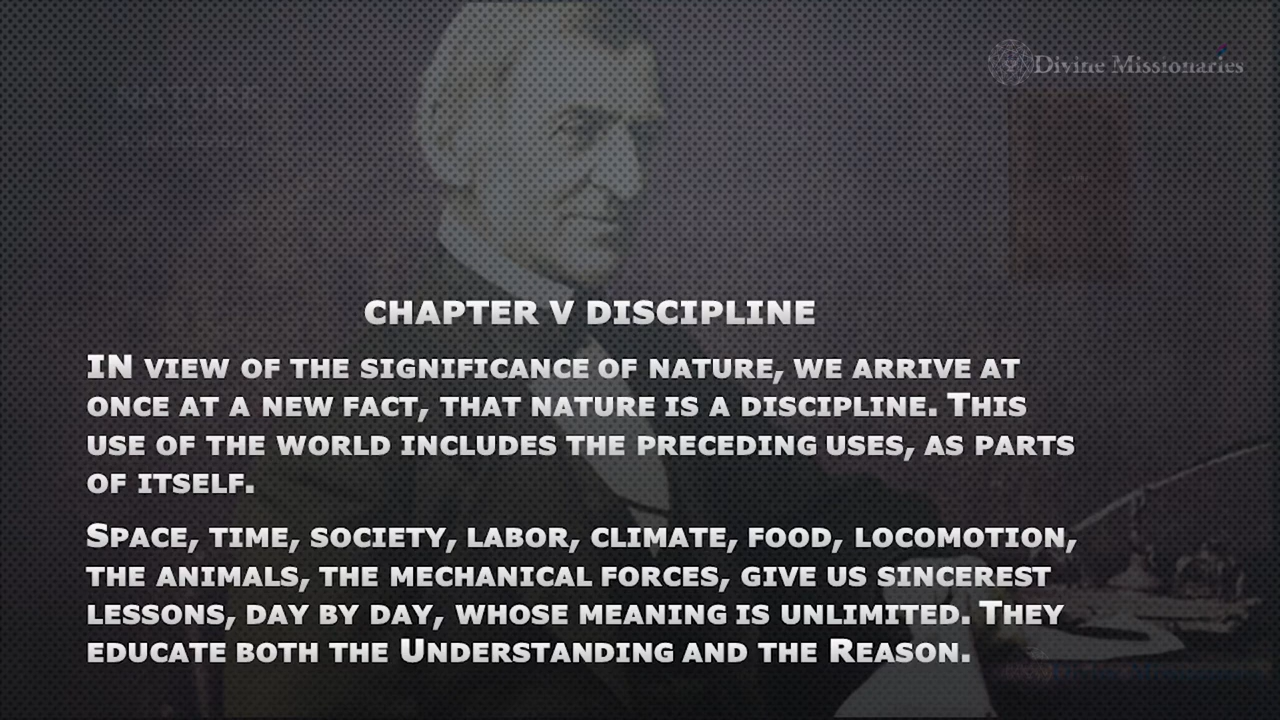 Divine Missionaries
NATURE
CHAPTER V DISCIPLINE
IN VIEW OF THE SIGNIFICANCE OF NATURE, WE ARRIVE AT
ONCE AT A NEW FACT, THAT NATURE IS A DISCIPLINE. THIS
USE OF THE WORLD INCLUDES THE PRECEDING USES, AS PARTS
OF ITSELF.
SPACE, TIME, SOCIETY, LABOR, CLIMATE, FOOD, LOCOMOTION,
THE ANIMALS, THE MECHANICAL FORCES, GIVE US SINCEREST
LESSONS, DAY BY DAY, WHOSE MEANING IS UNLIMITED. THEY
EDUCATE BOTH THE UNDERSTANDING AND THE REASON.